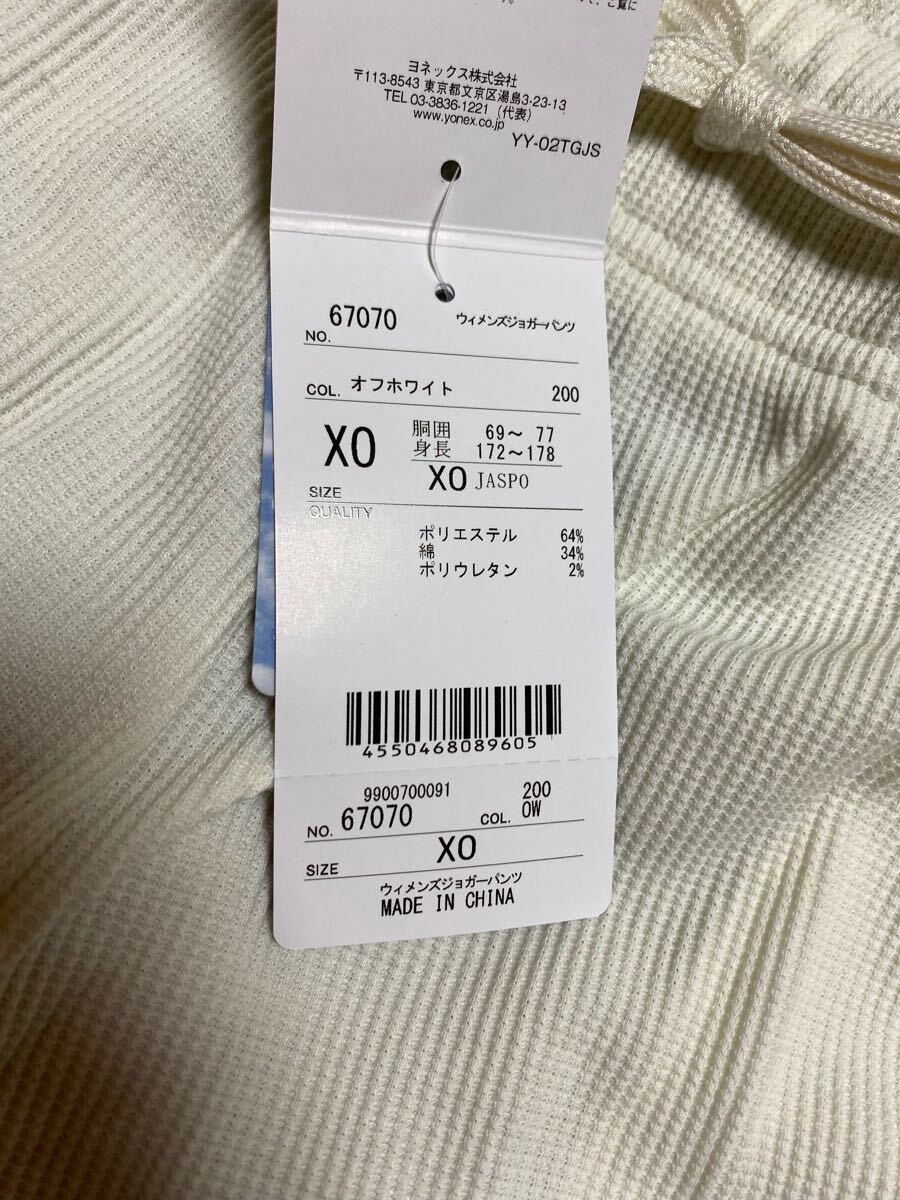 て、ご覧に
す。
ヨネックス株式会社
〒113-8543 東京都文京区湯島3-23-13
TEL 03-3836-1221 (代表)
www.yonex.co.jp
YY-02TGJS
NO. 67070 ウィメンズジョガーパンツ
COL. オフホワイト 200
XO 胴囲 69～ 77
身長 172～178
XO JASPO
SIZE
QUALITY
ポリエステル 64%
綿 34%
ポリウレタン 2%
4550468089605
9900700091 200
NO. 67070 COL. OW
SIZE XO
ウィメンズジョガーパンツ
MADE IN CHINA